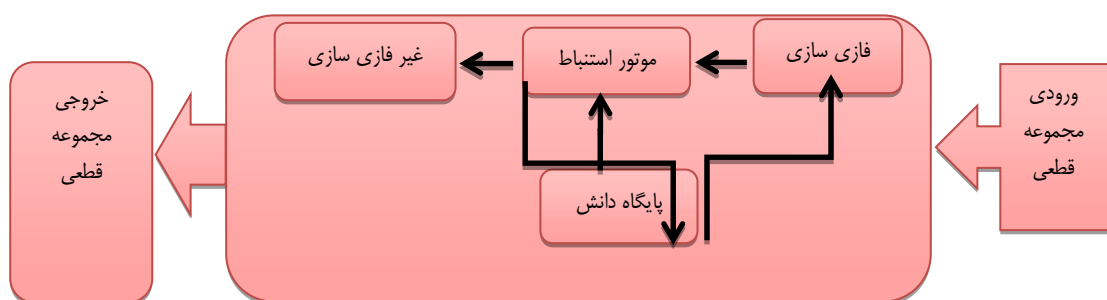 ورودی
مجموعه
قطعی
فازی سازی
موتور استنباط
غیر فازی سازی
پایگاه دانش
خروجی
مجموعه
قطعی